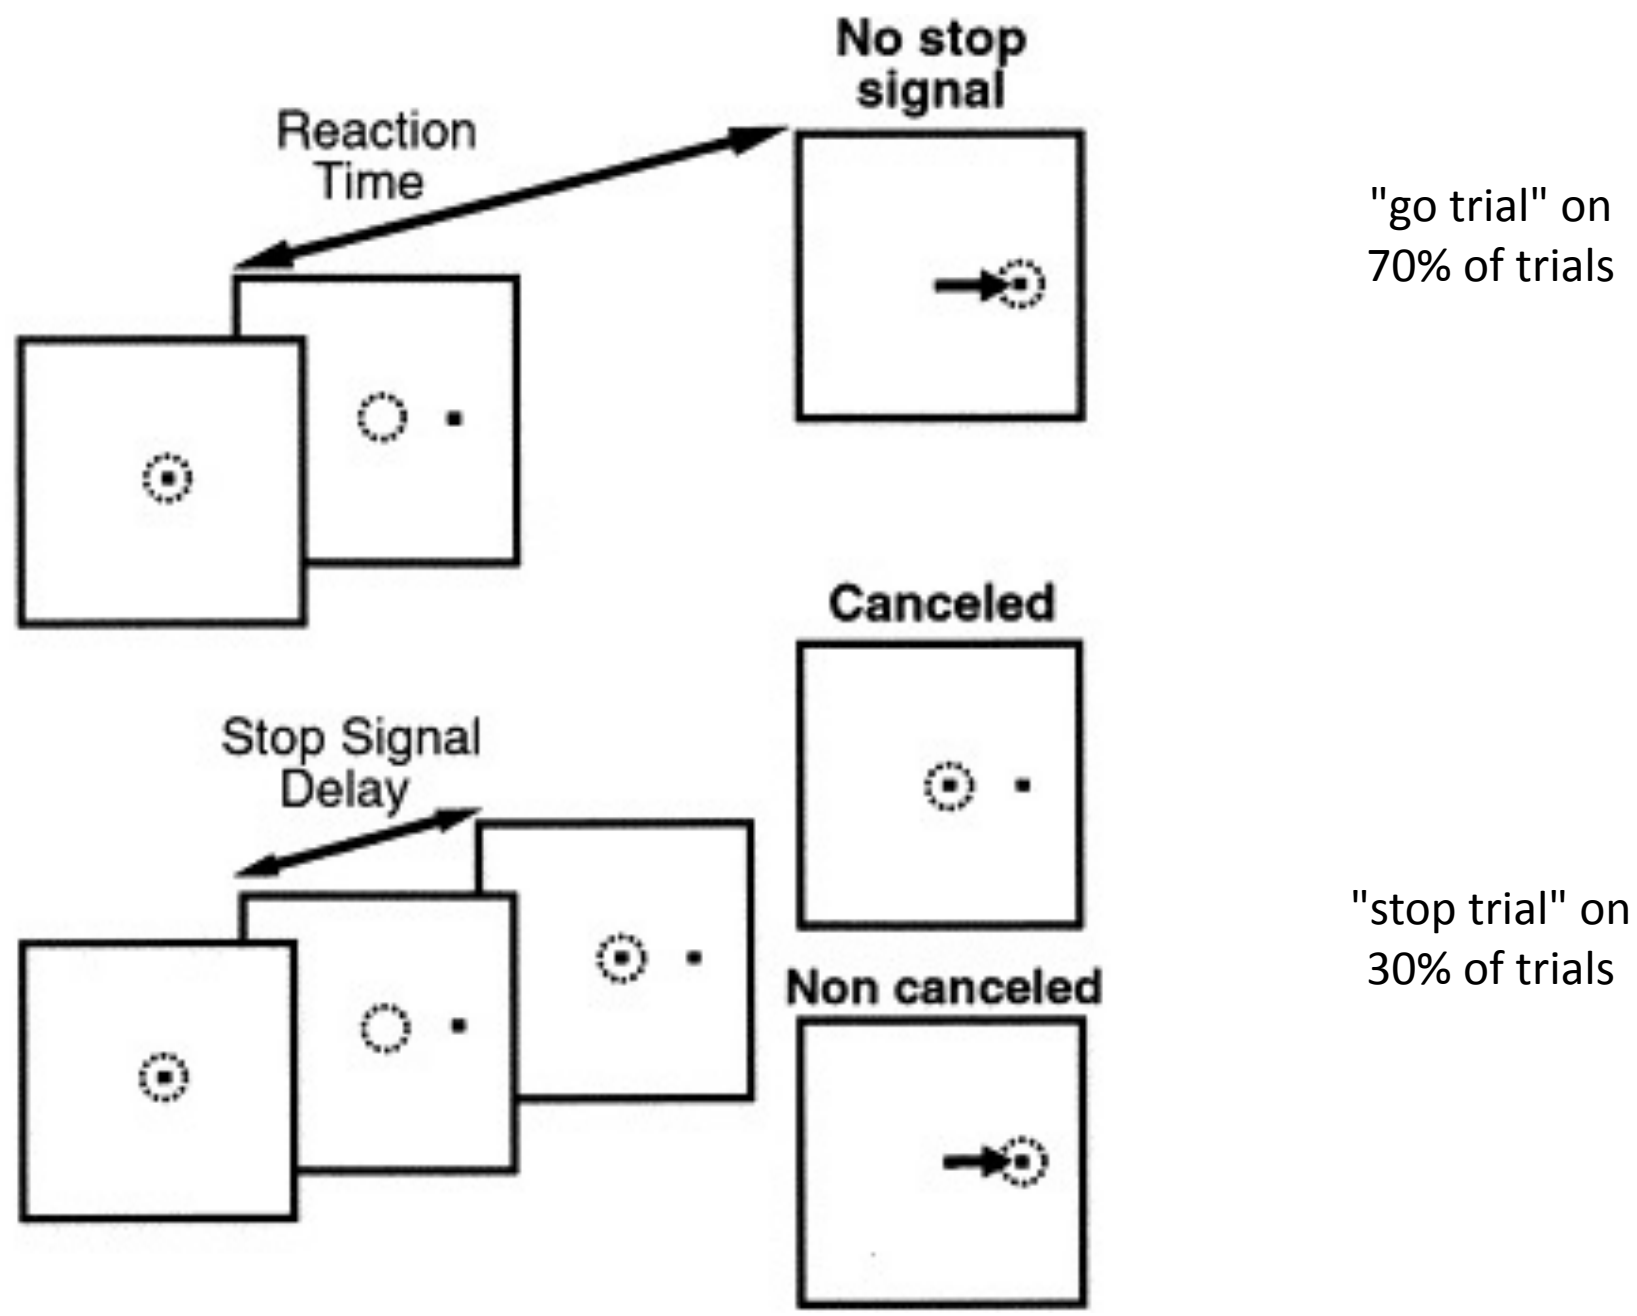 No stop
signal
Reaction
Time
"go trial" on
70% of trials
Canceled
Stop Signal
Delay
"stop trial" on
30% of trials
Non canceled